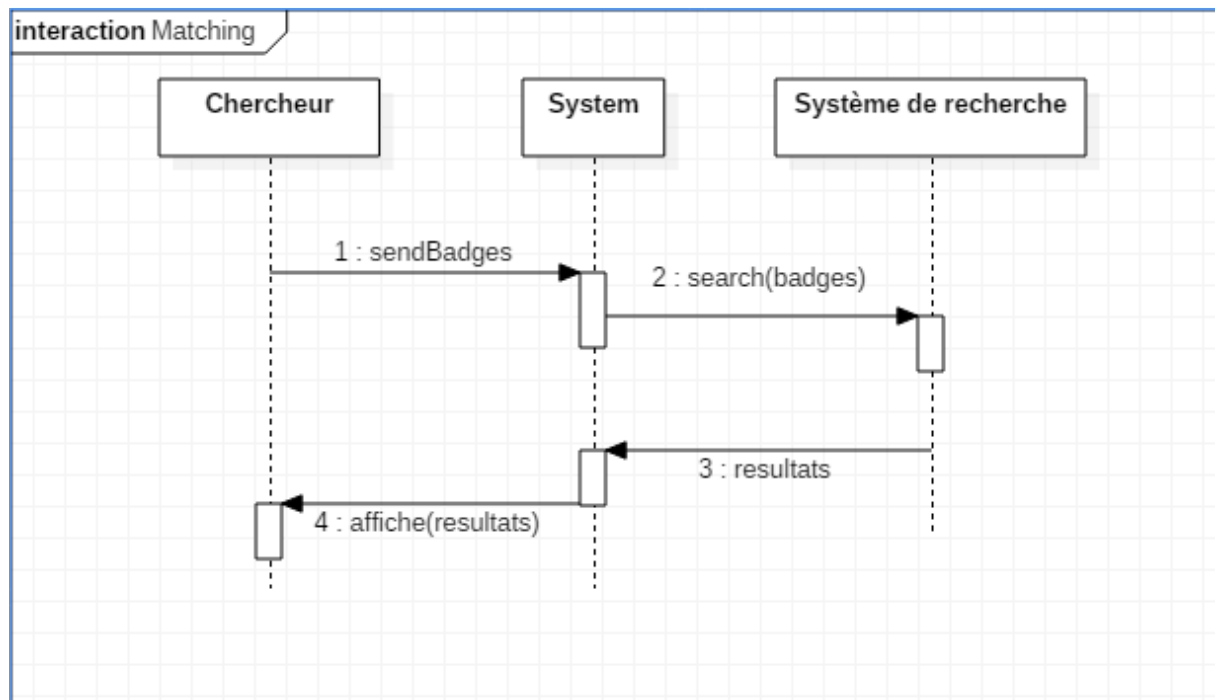 interaction Matching
Chercheur
System
Système de recherche
1 : sendBadges
2 : search(badges)
3 : resultats
4 : affiche(resultats)